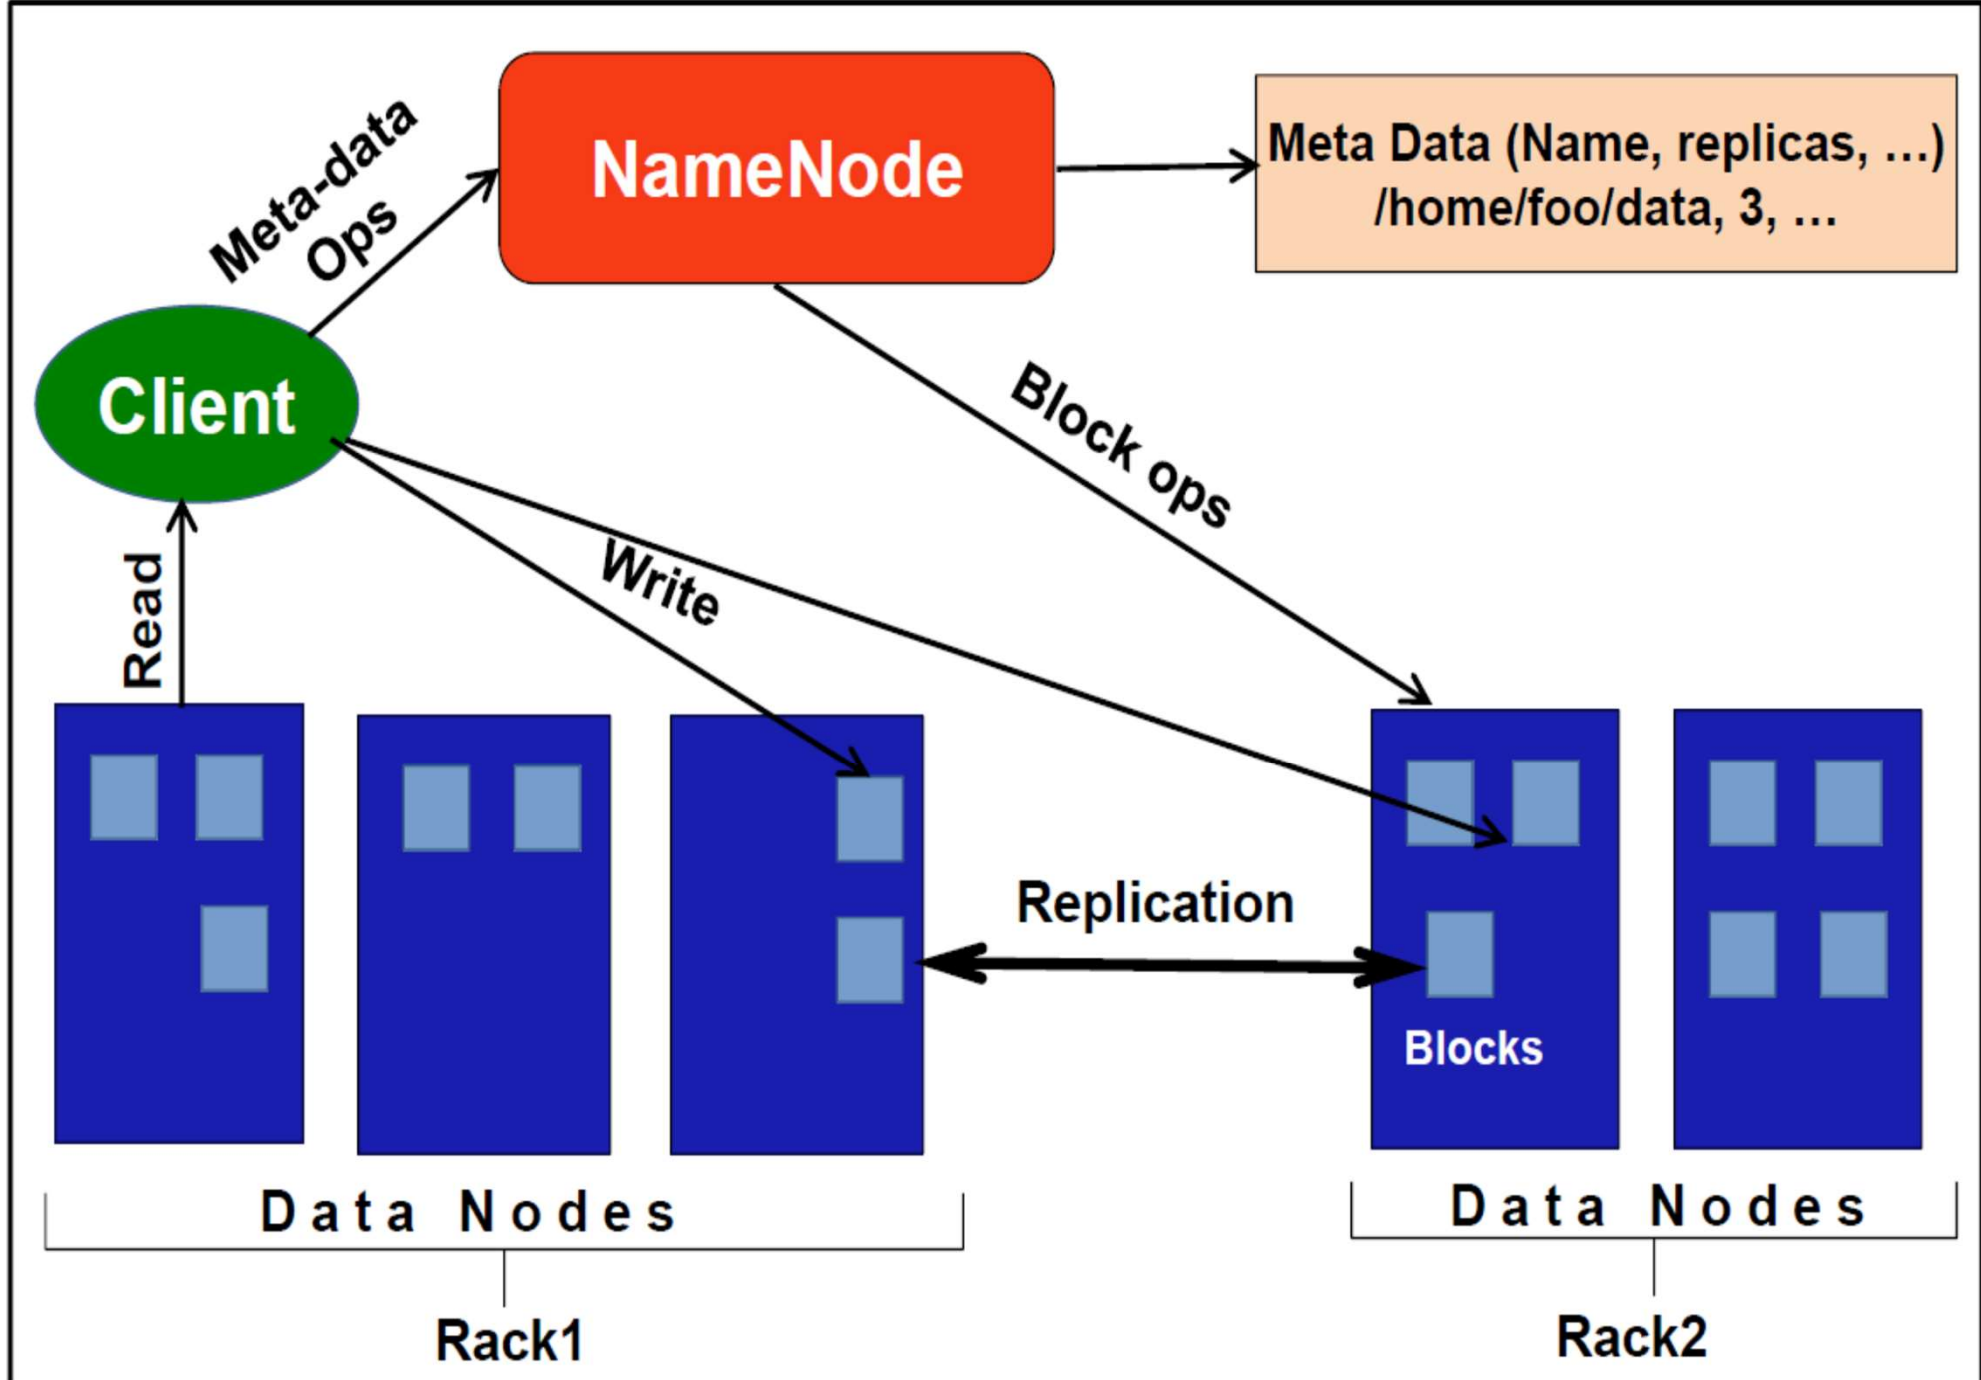 NameNode
Meta Data (Name, replicas, ...)
/home/foo/data, 3, ...
Meta-data
Ops
Client
Block ops
Write
Read
Replication
Blocks
Data Nodes
Data Nodes
Rack1
Rack2